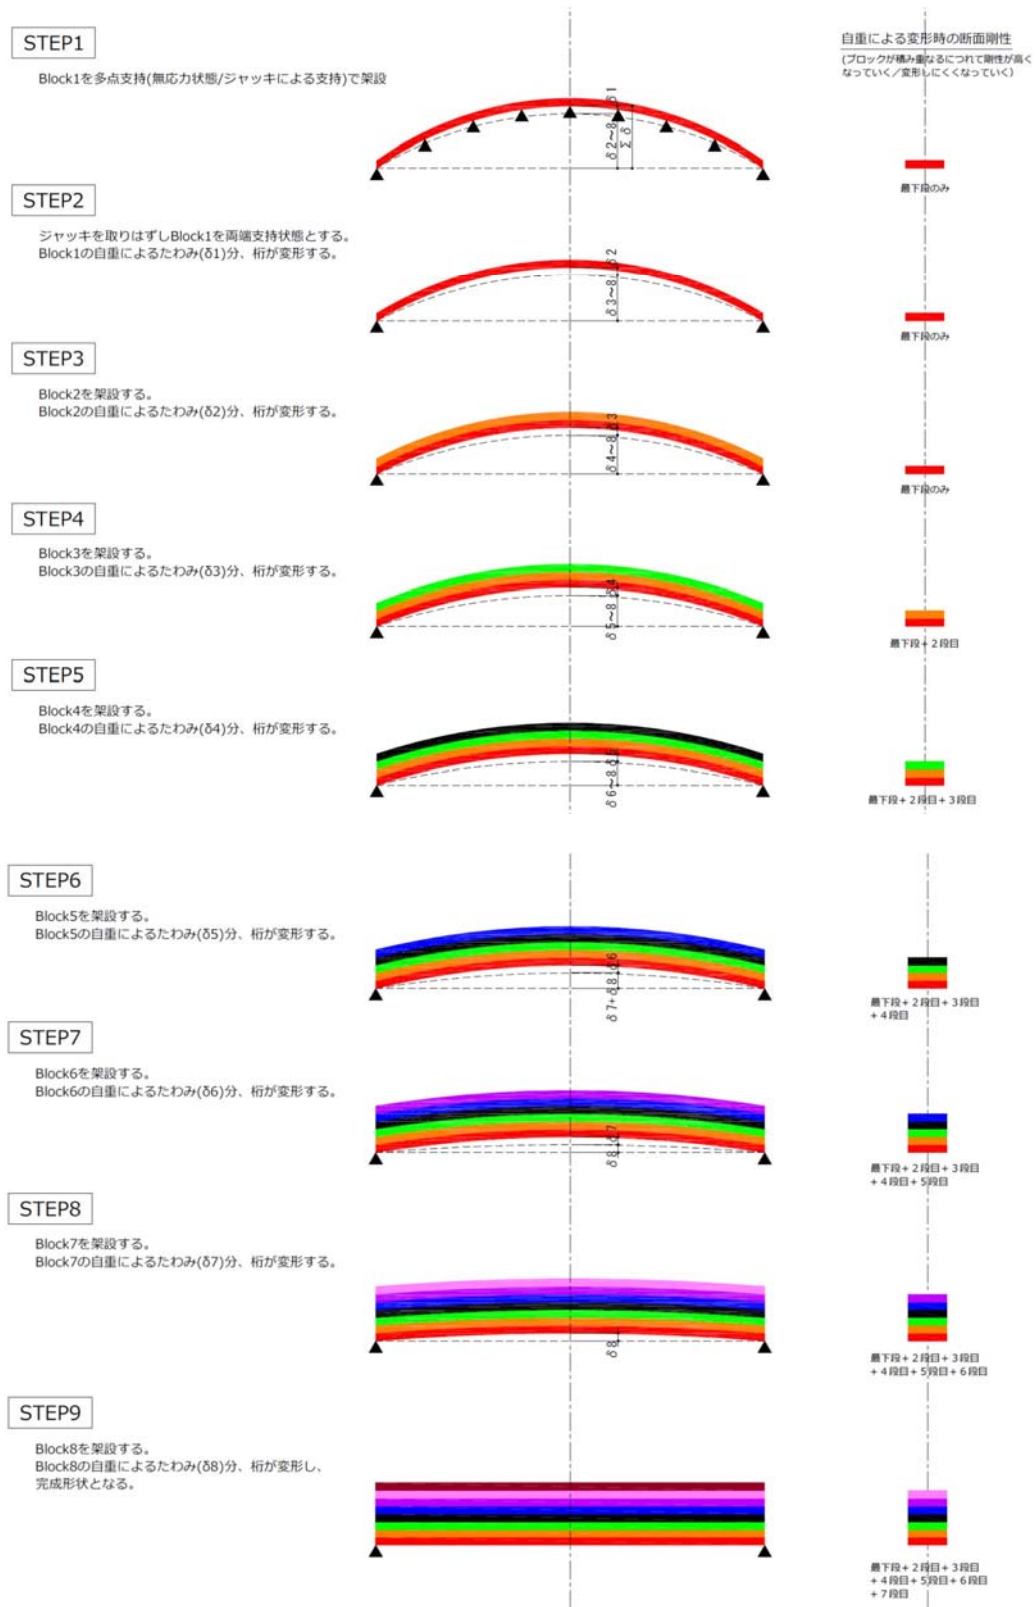 STEP1
Block1を多点支持(無応力状態/ジャッキによる支持)で架設
自重による変形時の断面剛性
(ブロックが積み重なるにつれて剛性が高く
なっていく/変形しにくくなっていく)
δ1
δ2~8
Σδ
最下段のみ
STEP2
ジャッキを取りはずしBlock1を両端支持状態とする。
Block1の自重によるたわみ(δ1)分、桁が変形する。
δ2
δ3~8
最下段のみ
STEP3
Block2を架設する。
Block2の自重によるたわみ(δ2)分、桁が変形する。
δ3
δ4~8
最下段のみ
STEP4
Block3を架設する。
Block3の自重によるたわみ(δ3)分、桁が変形する。
δ4
δ5~8
最下段+2段目
STEP5
Block4を架設する。
Block4の自重によるたわみ(δ4)分、桁が変形する。
δ5
δ6~8
最下段+2段目+3段目
STEP6
Block5を架設する。
Block5の自重によるたわみ(δ5)分、桁が変形する。
δ6
δ7+δ8
最下段+2段目+3段目
+4段目
STEP7
Block6を架設する。
Block6の自重によるたわみ(δ6)分、桁が変形する。
δ7
δ8
最下段+2段目+3段目
+4段目+5段目
STEP8
Block7を架設する。
Block7の自重によるたわみ(δ7)分、桁が変形する。
δ8
最下段+2段目+3段目
+4段目+5段目+6段目
STEP9
Block8を架設する。
Block8の自重によるたわみ(δ8)分、桁が変形し、
完成形状となる。
最下段+2段目+3段目
+4段目+5段目+6段目
+7段目